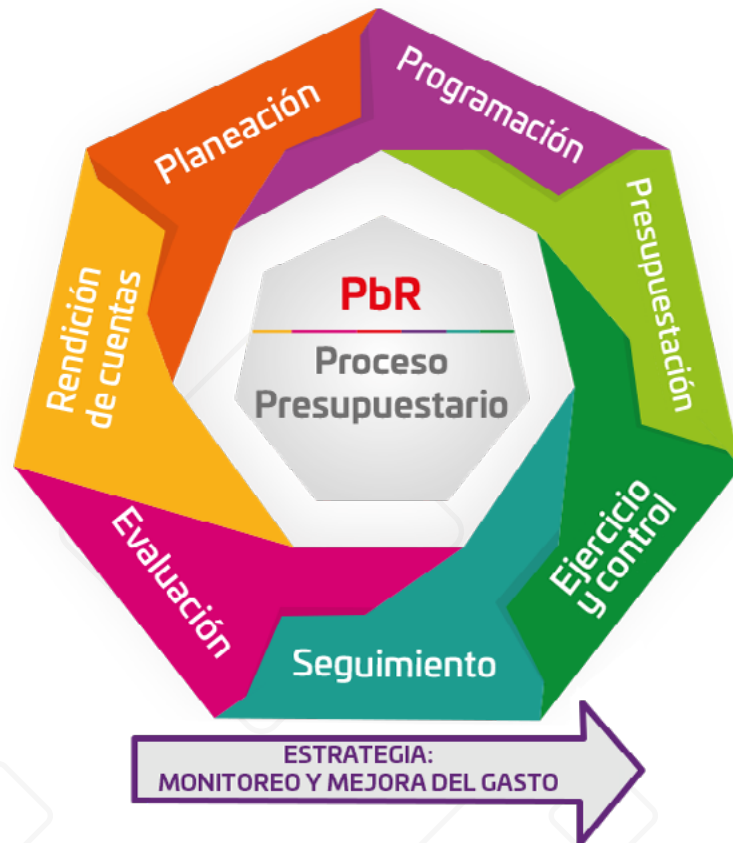 Planeación
Programación
Presupuestación
Ejercicio
y control
Seguimiento
Evaluación
Rendición
de cuentas
PbR
Proceso
Presupuestario
ESTRATEGIA:
MONITOREO Y MEJORA DEL GASTO